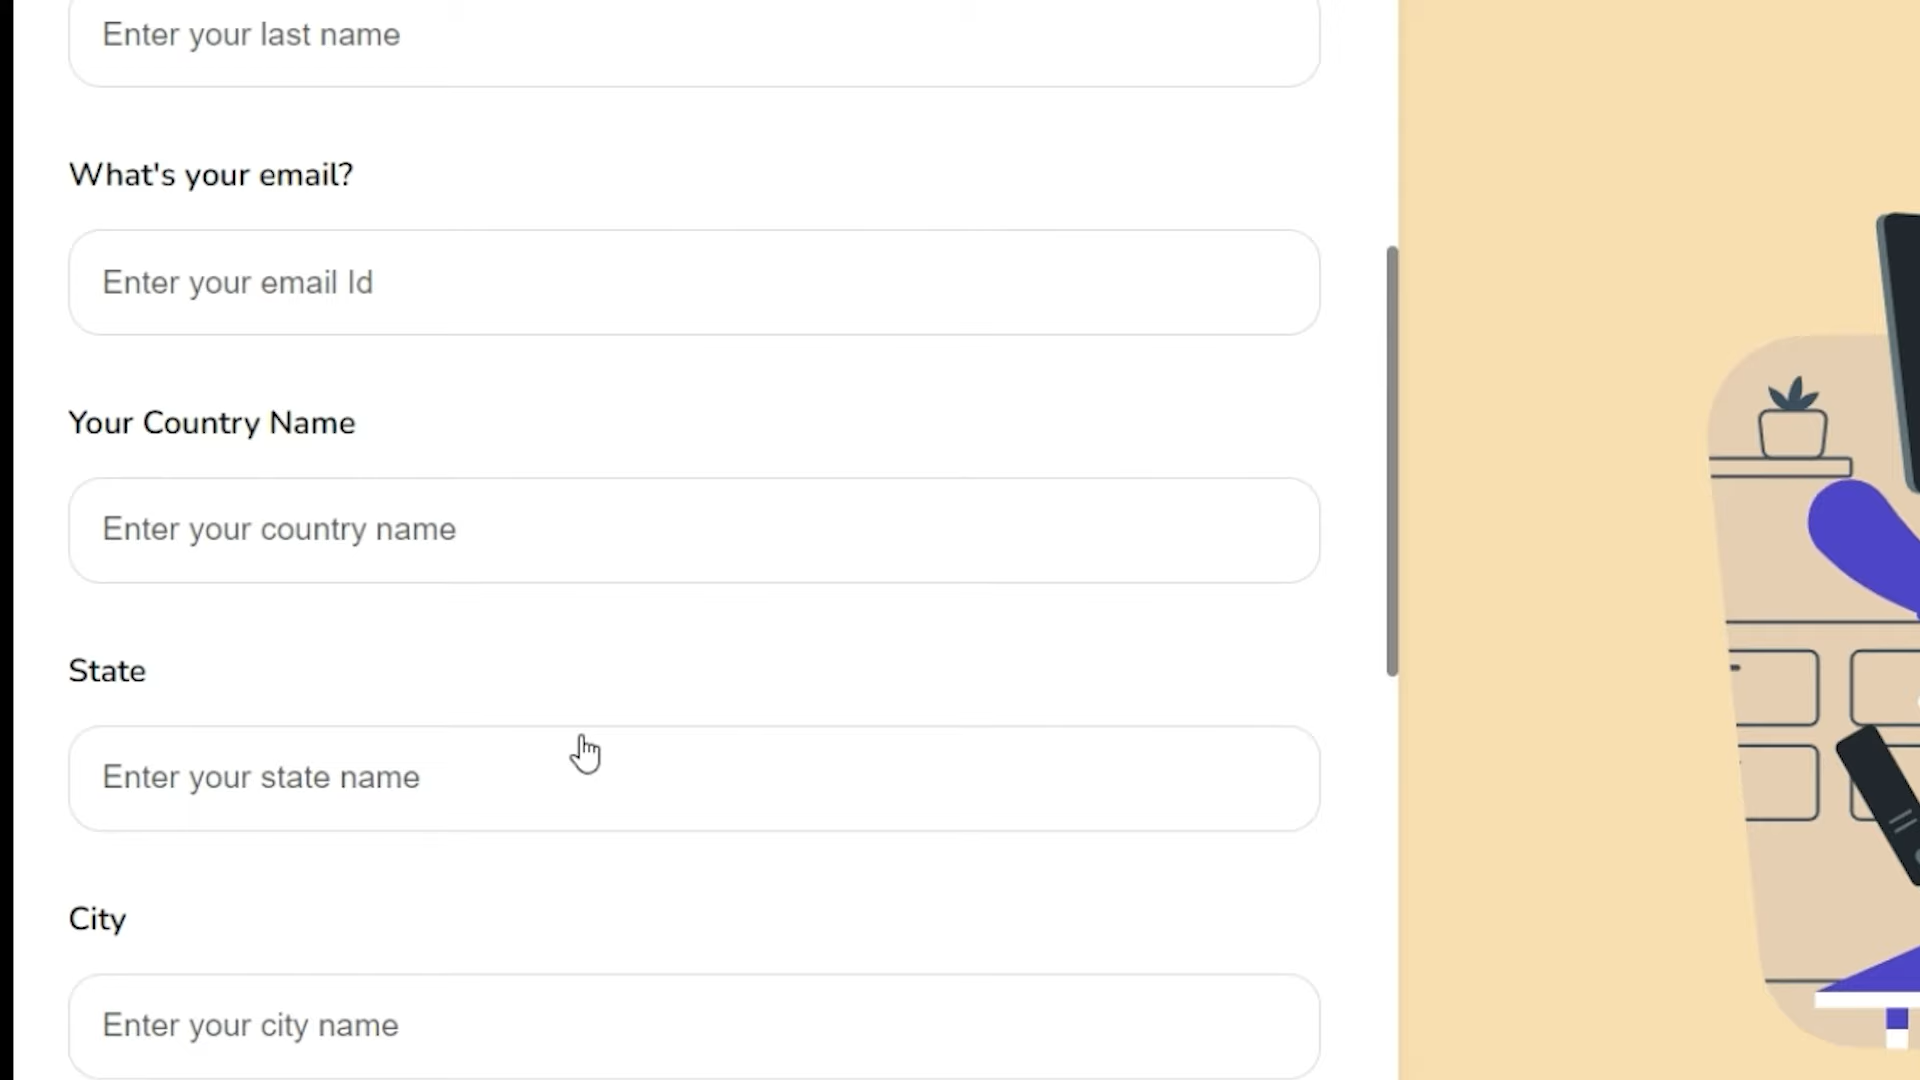 Enter your last name
What's your email?
Enter your email Id
Your Country Name
Enter your country name
State
Enter your state name
City
Enter your city name